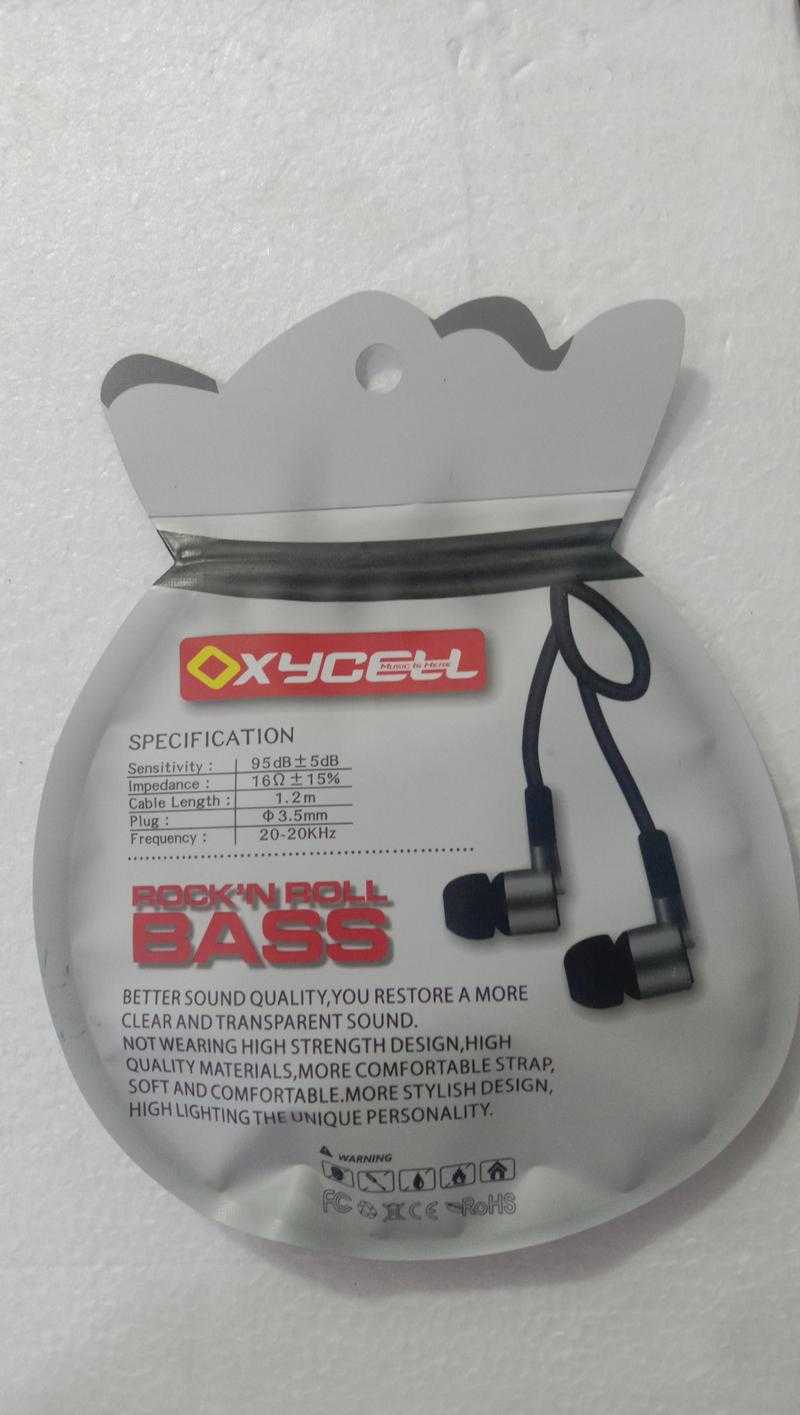 OXYCELL
MUSIC IS HERE
SPECIFICATION
Sensitivity : 95dB±5dB
Impedance : 16Ω±15%
Cable Length : 1.2m
Plug : Φ3.5mm
Frequency : 20-20KHz
ROCK'N ROLL
BASS
BETTER SOUND QUALITY,YOU RESTORE A MORE
CLEAR AND TRANSPARENT SOUND.
NOT WEARING HIGH STRENGTH DESIGN,HIGH
QUALITY MATERIALS,MORE COMFORTABLE STRAP,
SOFT AND COMFORTABLE.MORE STYLISH DESIGN,
HIGH LIGHTING THE UNIQUE PERSONALITY.
WARNING
FC CE RoHS